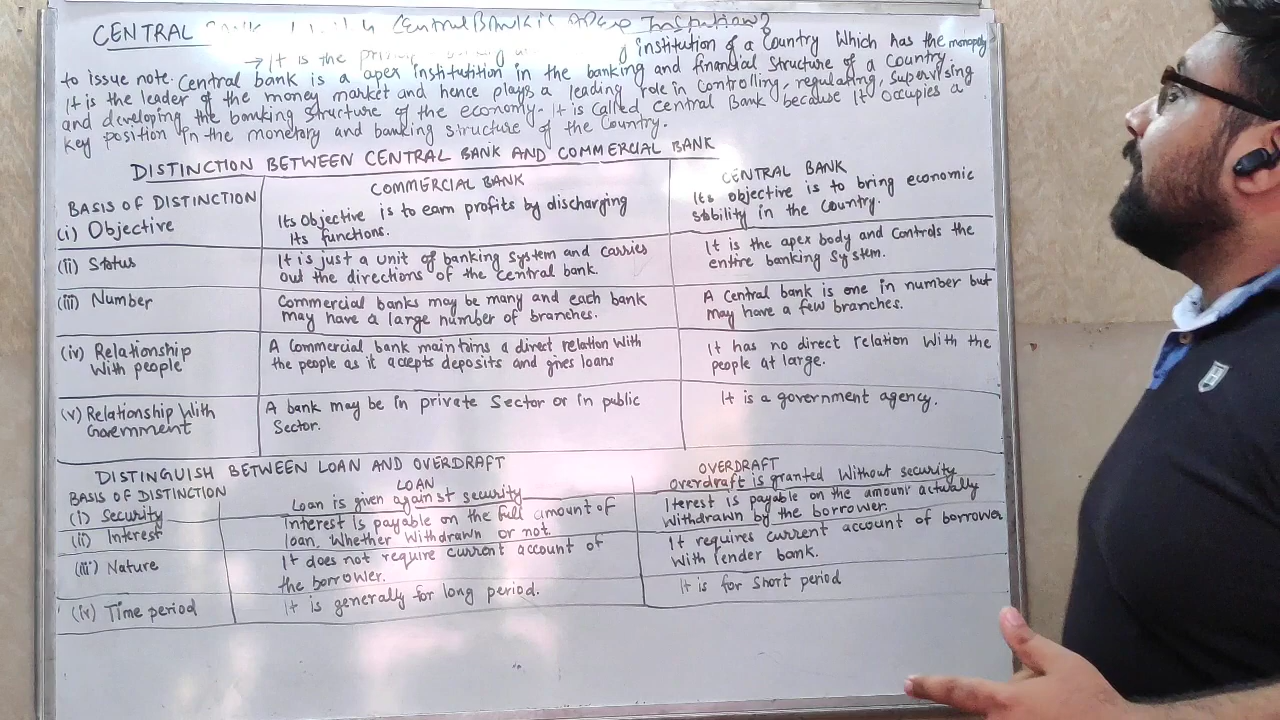 CENTRAL Central Bank is Apex Institution?
→ It is the institution of a Country Which has the monopoly
to issue note. Central bank is a apex institutition in the banking and financial Structure of a Country.
It is the leader of the money market and hence plays a leading role in controlling, regulating, Supervising
and developing the banking structure of the economy. It is Called Central Bank because it occupies a
key position in the monetory and banking structure of the Country.
DISTINCTION BETWEEN CENTRAL BANK AND COMMERCIAL BANK
BASIS OF DISTINCTION
COMMERCIAL BANK
CENTRAL BANK
(i) Objective
Its Objective is to earn profits by discharging
Its functions.
Its objective is to bring economic
stability in the Country.
(ii) Status
It is just a unit of banking System and carries
out the directions of the central bank.
It is the apex body and Controls the
entire banking System.
(iii) Number
Commercial banks may be many and each bank
may have a large number of branches.
A Central bank is one in number but
may have a few branches.
(iv) Relationship
With people
A Commercial bank maintains a direct relation With
the people as it accepts deposits and gives loans
It has no direct relation With the
people at large.
(v) Relationship With
Government
A bank may be in private Sector or in public
Sector.
It is a government agency.
DISTINGUISH BETWEEN LOAN AND OVERDRAFT
BASIS OF DISTINCTION
LOAN
OVERDRAFT
(i) Security
Loan is given against security
Overdraft is granted Without security
(ii) Interest
Interest is payable on the full amount of
loan, Whether Withdrawn or not.
Iterest is payable on the amount actually
Withdrawn by the borrower.
(iii) Nature
It does not require current account of
the borrower.
It requires current account of borrower
With lender bank.
(iv) Time period
It is generally for long period.
It is for Short period